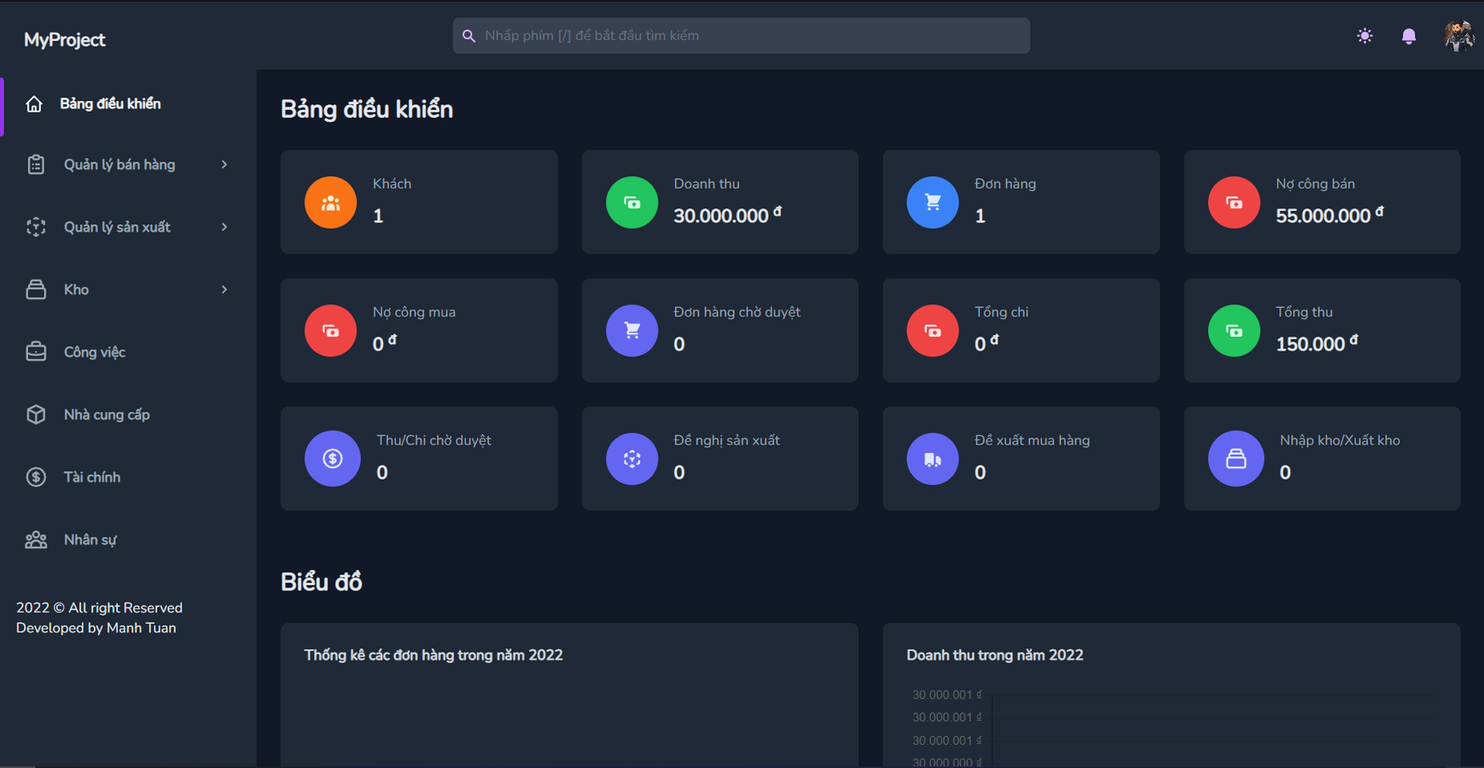 MyProject
Nhấp phím [/] để bắt đầu tìm kiếm
Bảng điều khiển
Quản lý bán hàng
Quản lý sản xuất
Kho
Công việc
Nhà cung cấp
Tài chính
Nhân sự
2022 © All right Reserved
Developed by Manh Tuan
Bảng điều khiển
Khách
1
Doanh thu
30.000.000 đ
Đơn hàng
1
Nợ công bán
55.000.000 đ
Nợ công mua
0 đ
Đơn hàng chờ duyệt
0
Tổng chi
0 đ
Tổng thu
150.000 đ
Thu/Chi chờ duyệt
0
Đề nghị sản xuất
0
Đề xuất mua hàng
0
Nhập kho/Xuất kho
0
Biểu đồ
Thống kê các đơn hàng trong năm 2022
Doanh thu trong năm 2022
30.000.001 ₫
30.000.001 ₫
30.000.001 ₫
30.000.000 ₫